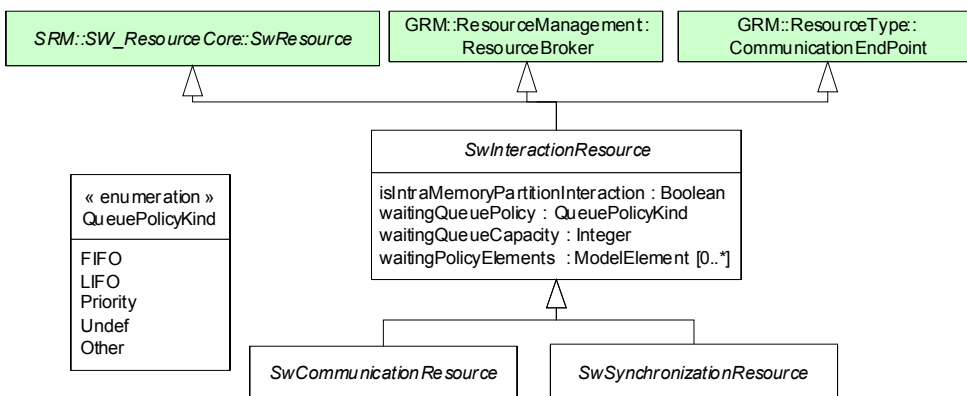 SRM::SW_ResourceCore::SwResource
GRM::ResourceManagement:
ResourceBroker
GRM::ResourceType::
CommunicationEndPoint
SwInteractionResource
isIntraMemoryPartitionInteraction : Boolean
waitingQueuePolicy : QueuePolicyKind
waitingQueueCapacity : Integer
waitingPolicyElements : ModelElement [0..*]
« enumeration »
QueuePolicyKind
FIFO
LIFO
Priority
Undef
Other
SwCommunicationResource
SwSynchronizationResource